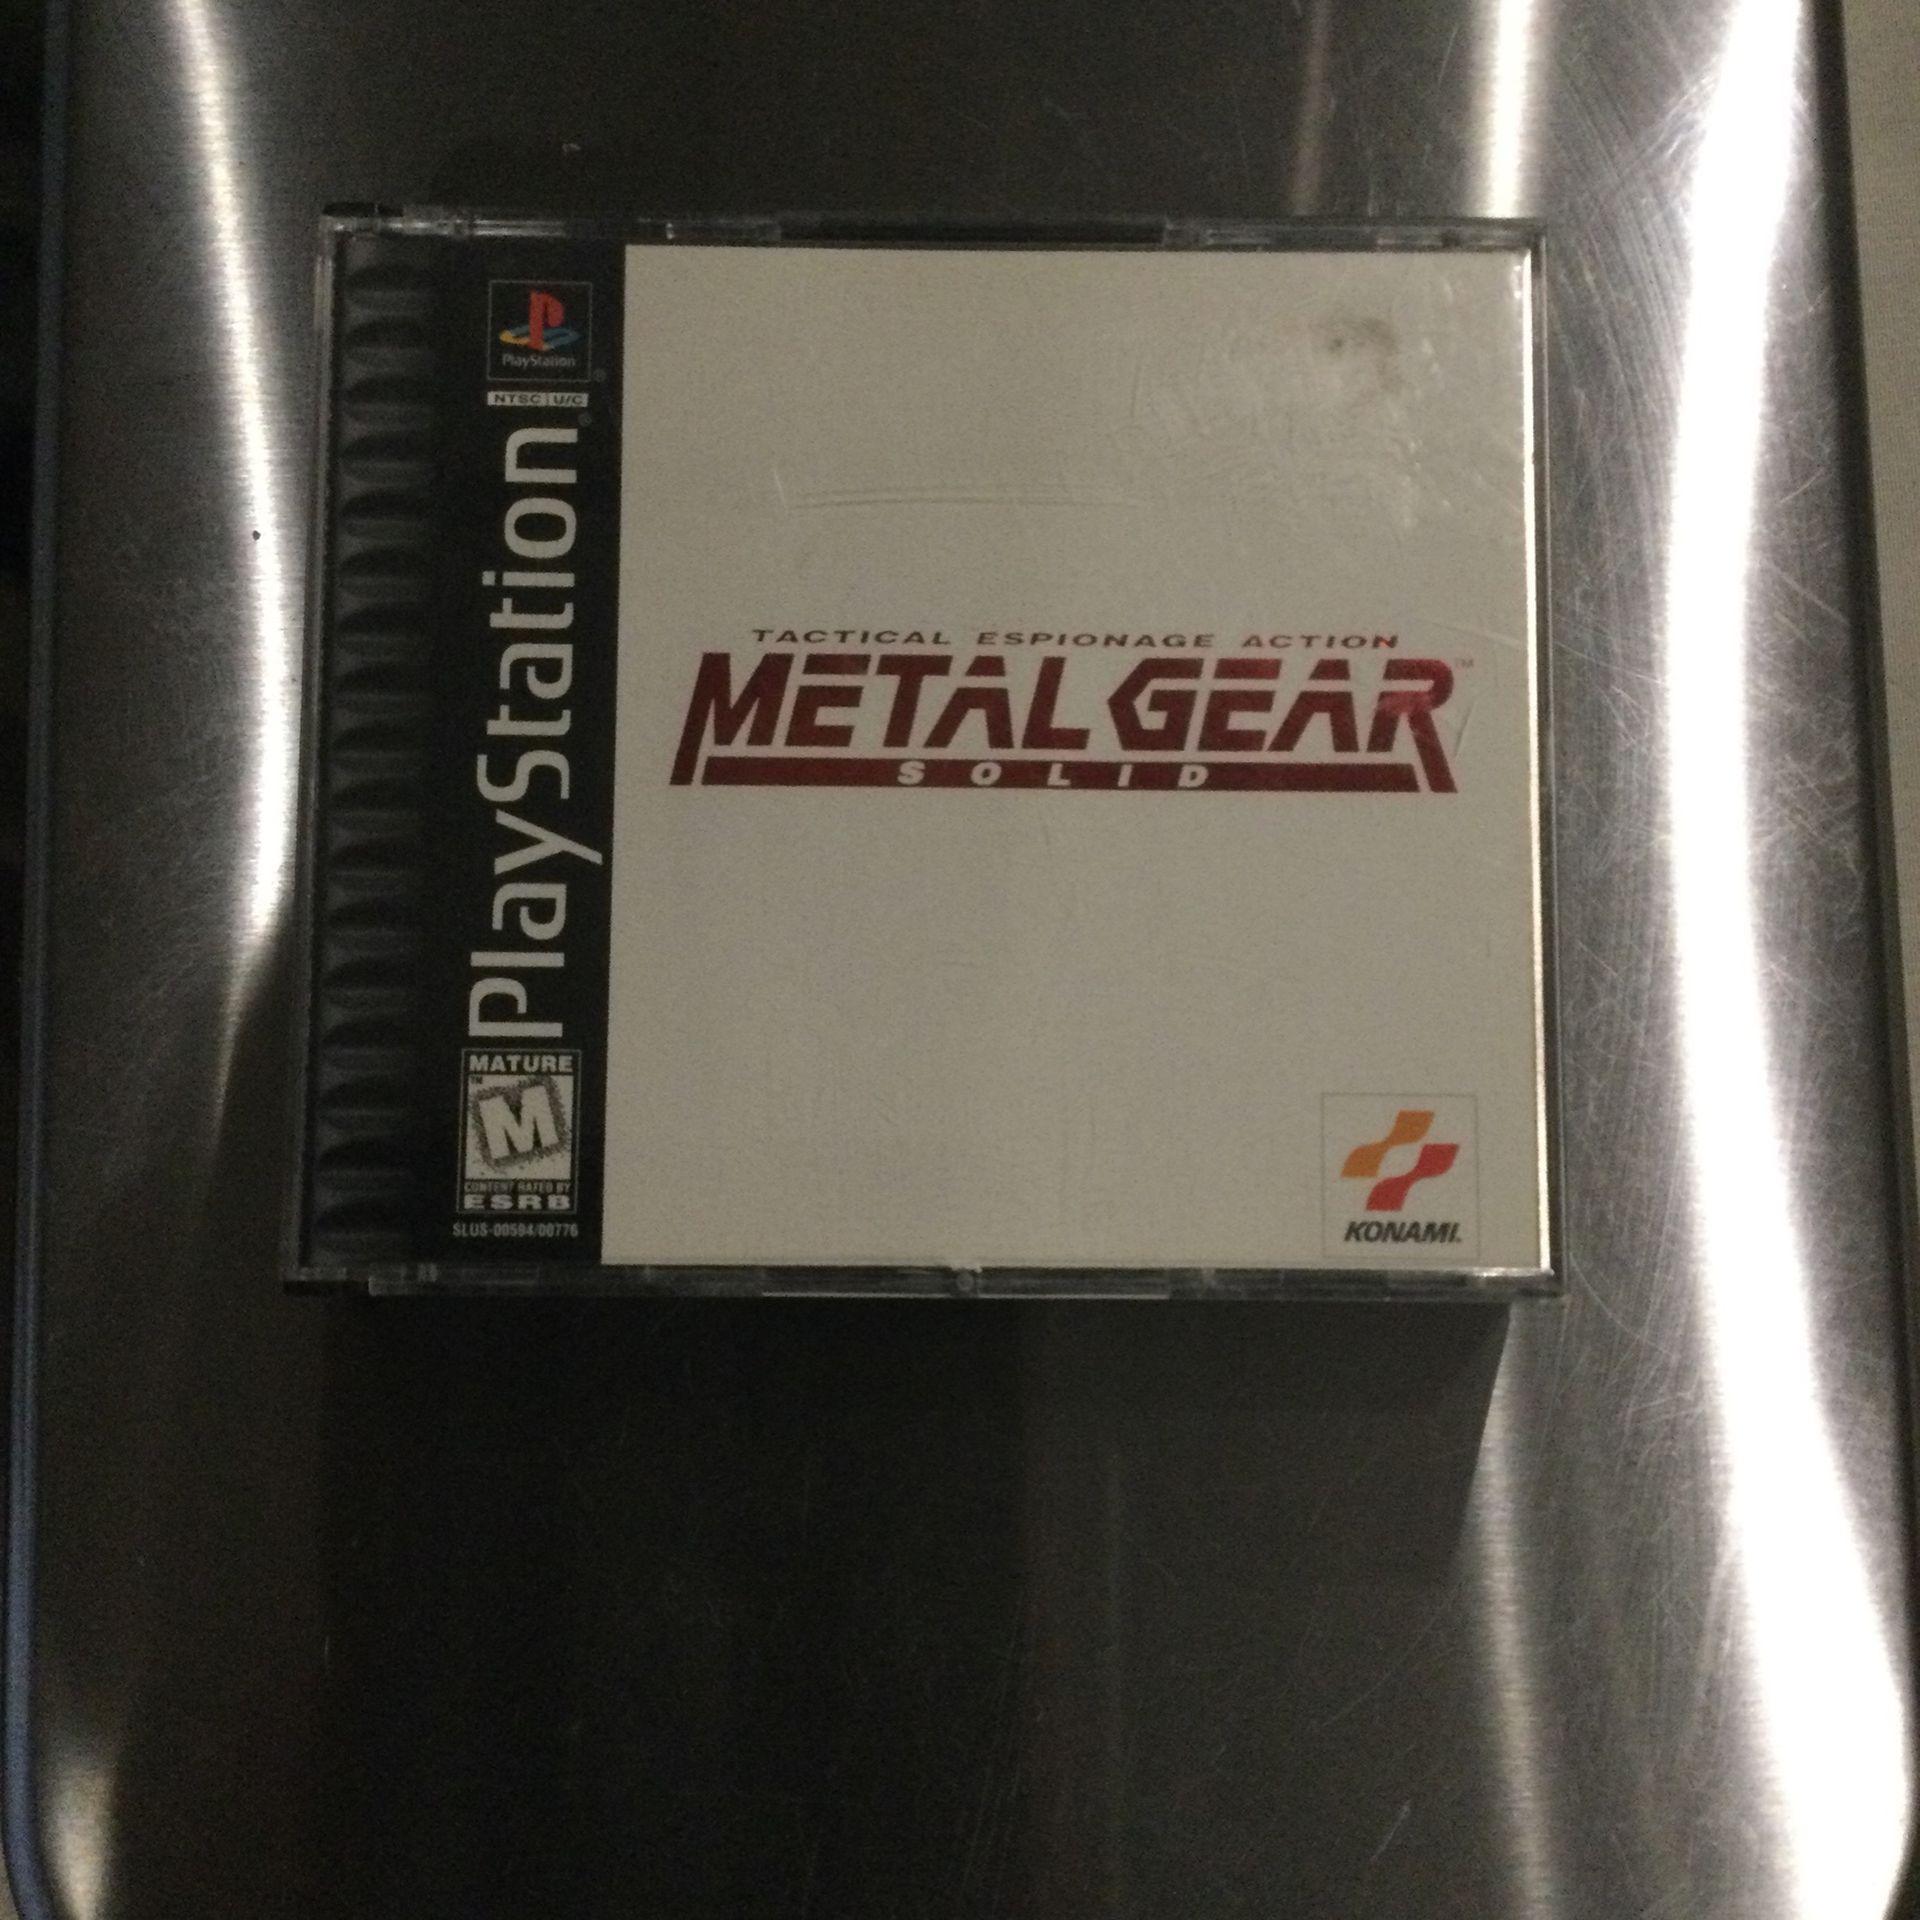 PlayStation
NTSC U/C
PlayStation
MATURE
M
CONTENT RATED BY
ESRB
SLUS-00594/00776
TACTICAL ESPIONAGE ACTION
METAL GEAR
SOLID
KONAMI